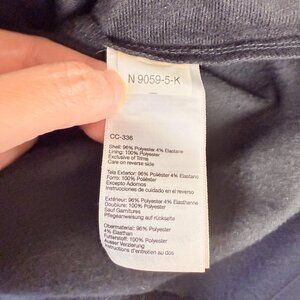 N 9059-5-K
CC-336
Shell: 96% Polyester 4% Elastane
Lining: 100% Polyester
Exclusive of Trims
Care on reverse side
Tela Exterior: 96% Poliéster 4% Elastano
Forro: 100% Poliéster
Excepto Adornos
Instrucciones de cuidado en el reverso
Extérieur: 96% Polyester 4% Elasthanne
Doublure: 100% Polyester
Sauf Garnitures
Pflegeanweisung auf rückseite
Obermaterial: 96% Polyester
4% Elasthan
Futterstoff: 100% Polyester
Ausser Verzierung
Instructions d'entretien au dos